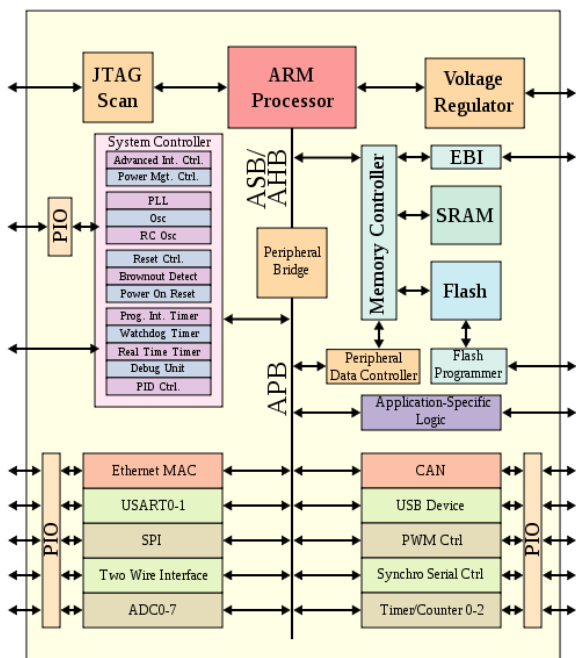 JTAG
Scan
ARM
Processor
Voltage
Regulator
System Controller
Advanced Int. Ctrl.
Power Mgt. Ctrl.
PLL
Osc
RC Osc
Reset Ctrl.
Brownout Detect
Power On Reset
Prog. Int. Timer
Watchdog Timer
Real Time Timer
Debug Unit
PID Ctrl.
PIO
ASB/
AHB
Peripheral
Bridge
APB
Memory Controller
EBI
SRAM
Flash
Peripheral
Data Controller
Flash
Programmer
Application-Specific
Logic
PIO
Ethernet MAC
USART0-1
SPI
Two Wire Interface
ADC0-7
CAN
USB Device
PWM Ctrl
Synchro Serial Ctrl
Timer/Counter 0-2
PIO